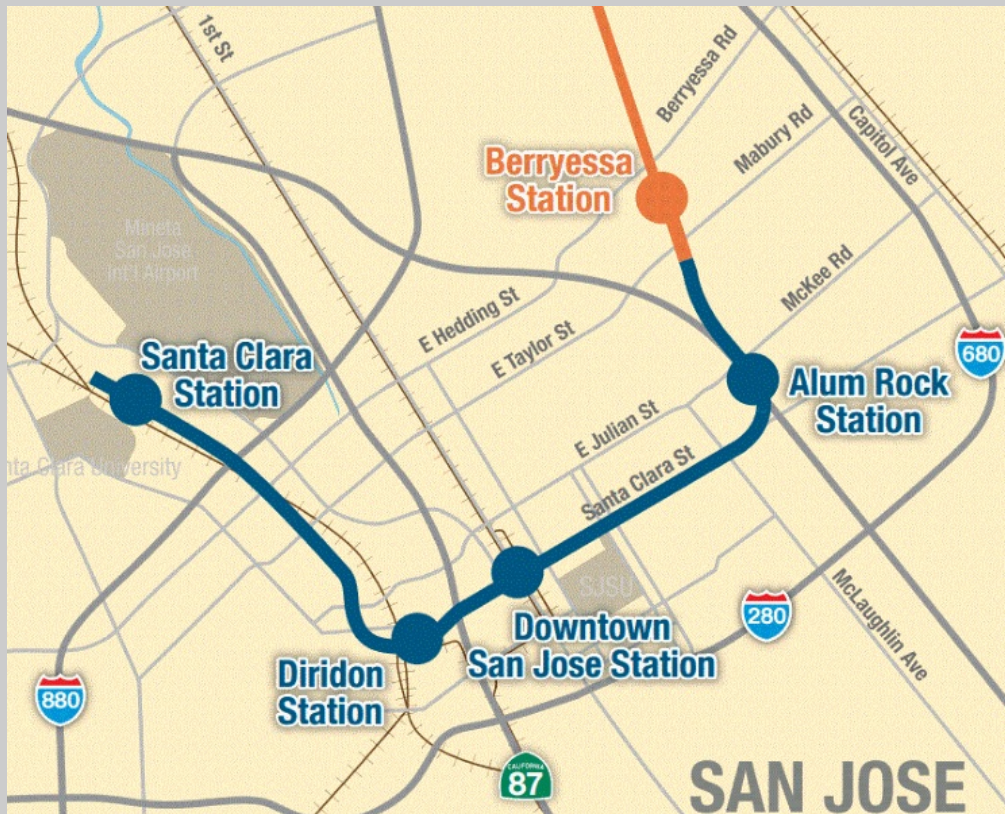 1st St
Berryessa Rd
Mabury Rd
Capitol Ave
Berryessa
Station
Mineta
San Jose
Int'l Airport
McKee Rd
E Hedding St
E Taylor St
680
Santa Clara
Station
Alum Rock
Station
E Julian St
nta Clara University
Santa Clara St
SJSU
280
McLaughlin Ave
Downtown
San Jose Station
Diridon
Station
880
CALIFORNIA
87
SAN JOSE